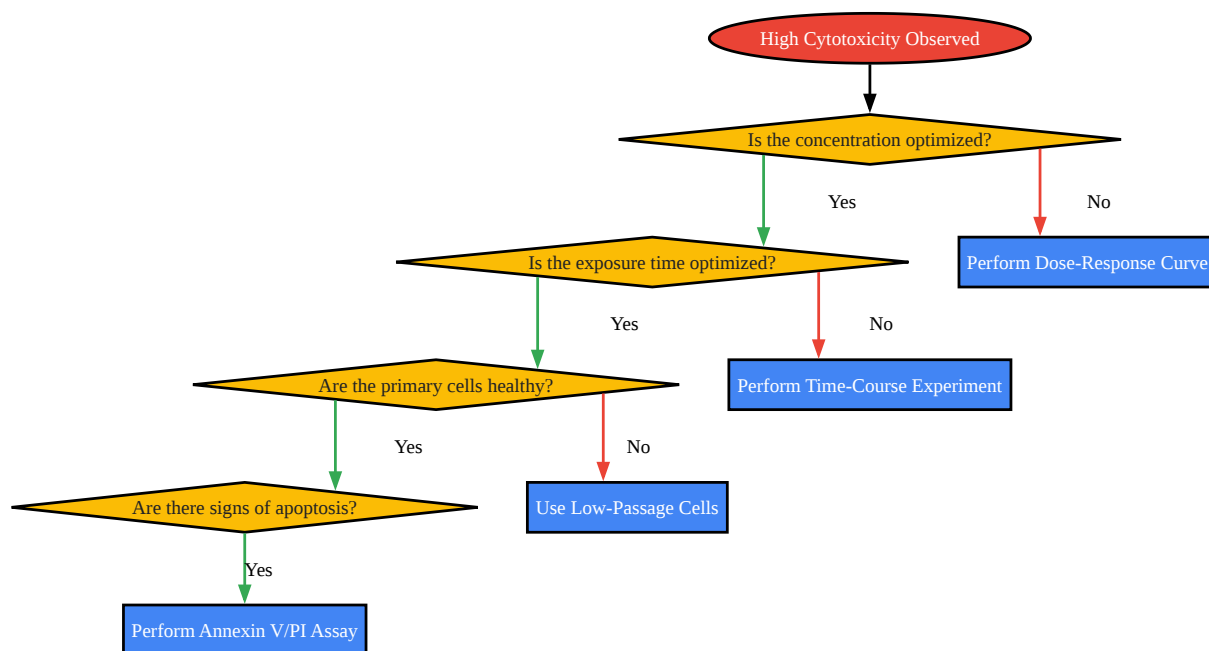 High Cytotoxicity Observed
Is the concentration optimized?
Yes
No
Is the exposure time optimized?
Perform Dose-Response Curve
Yes
No
Are the primary cells healthy?
Perform Time-Course Experiment
Yes
No
Are there signs of apoptosis?
Use Low-Passage Cells
Yes
Perform Annexin V/PI Assay